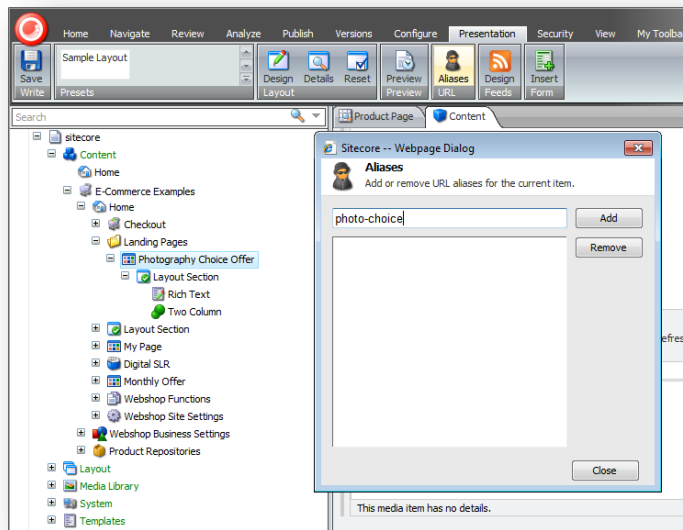 Home Navigate Review Analyze Publish Versions Configure Presentation Security View My Toolba
Save
Write
Sample Layout
Presets
Design Details Reset
Layout
Preview
Preview
Aliases
URL
Design
Feeds
Insert
Form
Search
Product Page Content
sitecore
Content
Home
E-Commerce Examples
Home
Checkout
Landing Pages
Photography Choice Offer
Layout Section
Rich Text
Two Column
Layout Section
My Page
Digital SLR
Monthly Offer
Webshop Functions
Webshop Site Settings
Webshop Business Settings
Product Repositories
Layout
Media Library
System
Templates
Sitecore -- Webpage Dialog
Aliases
Add or remove URL aliases for the current item.
photo-choice
Add
Remove
Close
efres
This media item has no details.